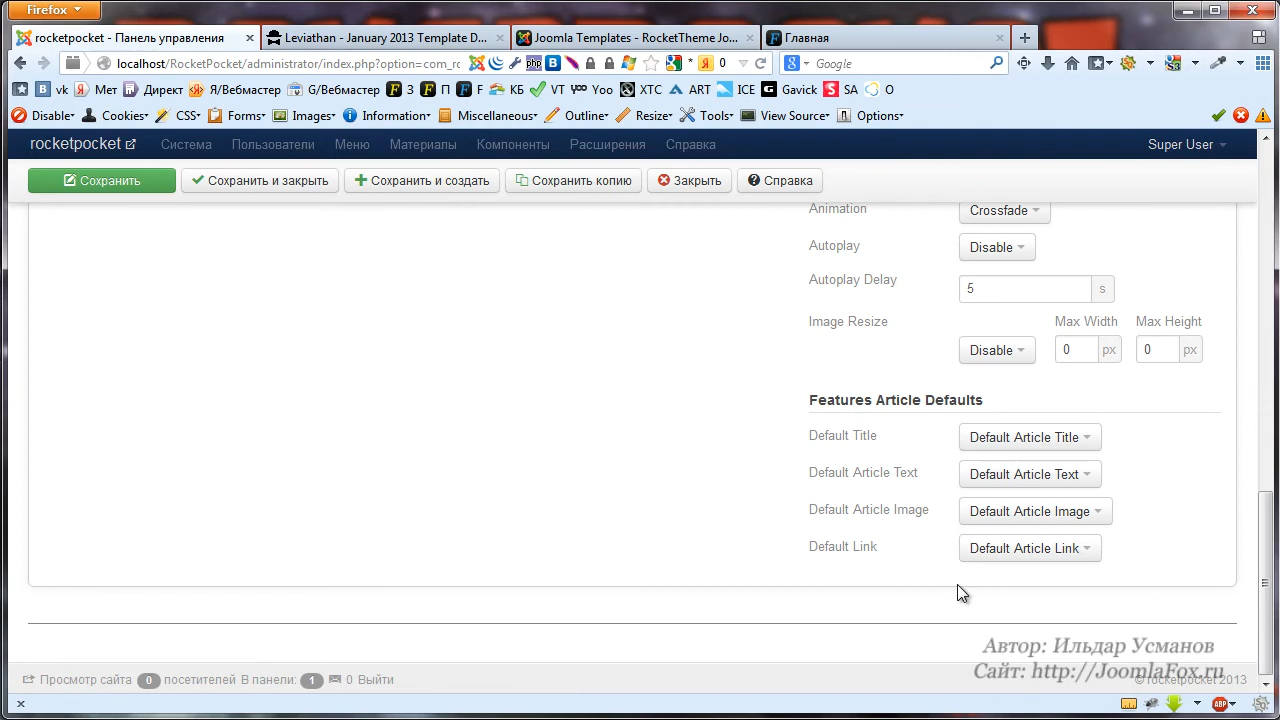 Firefox
rocketpocket - Панель управления
Leviathan - January 2013 Template D...
Joomla Templates - RocketTheme Jo...
Главная
localhost/RocketPocket/administrator/index.php?option=com_rc
php
0
Google
vk Мет Директ Я/Вебмастер G/Вебмастер З П F КБ VT Yoo XTC ART ICE Gavick SA O
Disable Cookies CSS Forms Images Information Miscellaneous Outline Resize Tools View Source Options
rocketpocket Система Пользователи Меню Материалы Компоненты Расширения Справка Super User
Сохранить Сохранить и закрыть Сохранить и создать Сохранить копию Закрыть Справка
Animation Crossfade
Autoplay Disable
Autoplay Delay 5 s
Image Resize Max Width Max Height
Disable 0 px 0 px
Features Article Defaults
Default Title Default Article Title
Default Article Text Default Article Text
Default Article Image Default Article Image
Default Link Default Article Link
Автор: Ильдар Усманов
Сайт: http://JoomlaFox.ru
Просмотр сайта 0 посетителей В панели: 1 0 Выйти © rocketpocket 2013
ABP